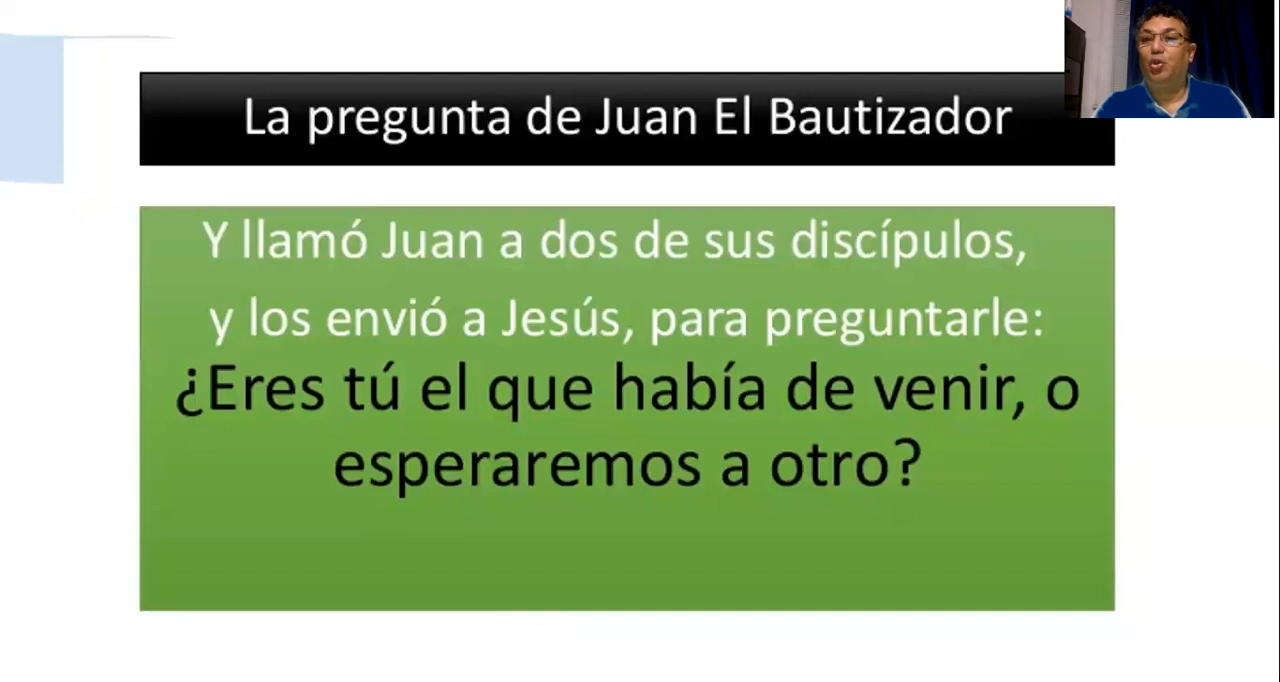 La pregunta de Juan El Bautizador
Y llamó Juan a dos de sus discípulos,
y los envió a Jesús, para preguntarle:
¿Eres tú el que había de venir, o
esperaremos a otro?